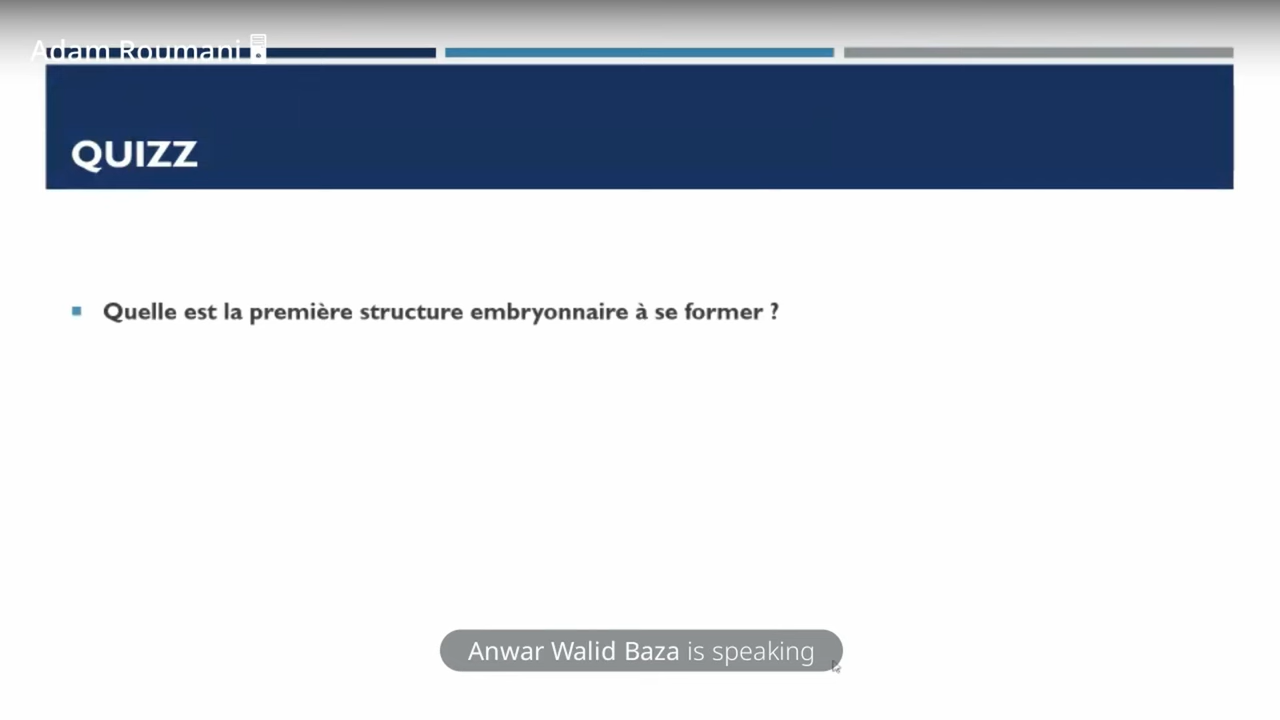 Adam Roumani
QUIZZ
Quelle est la première structure embryonnaire à se former ?
Anwar Walid Baza is speaking